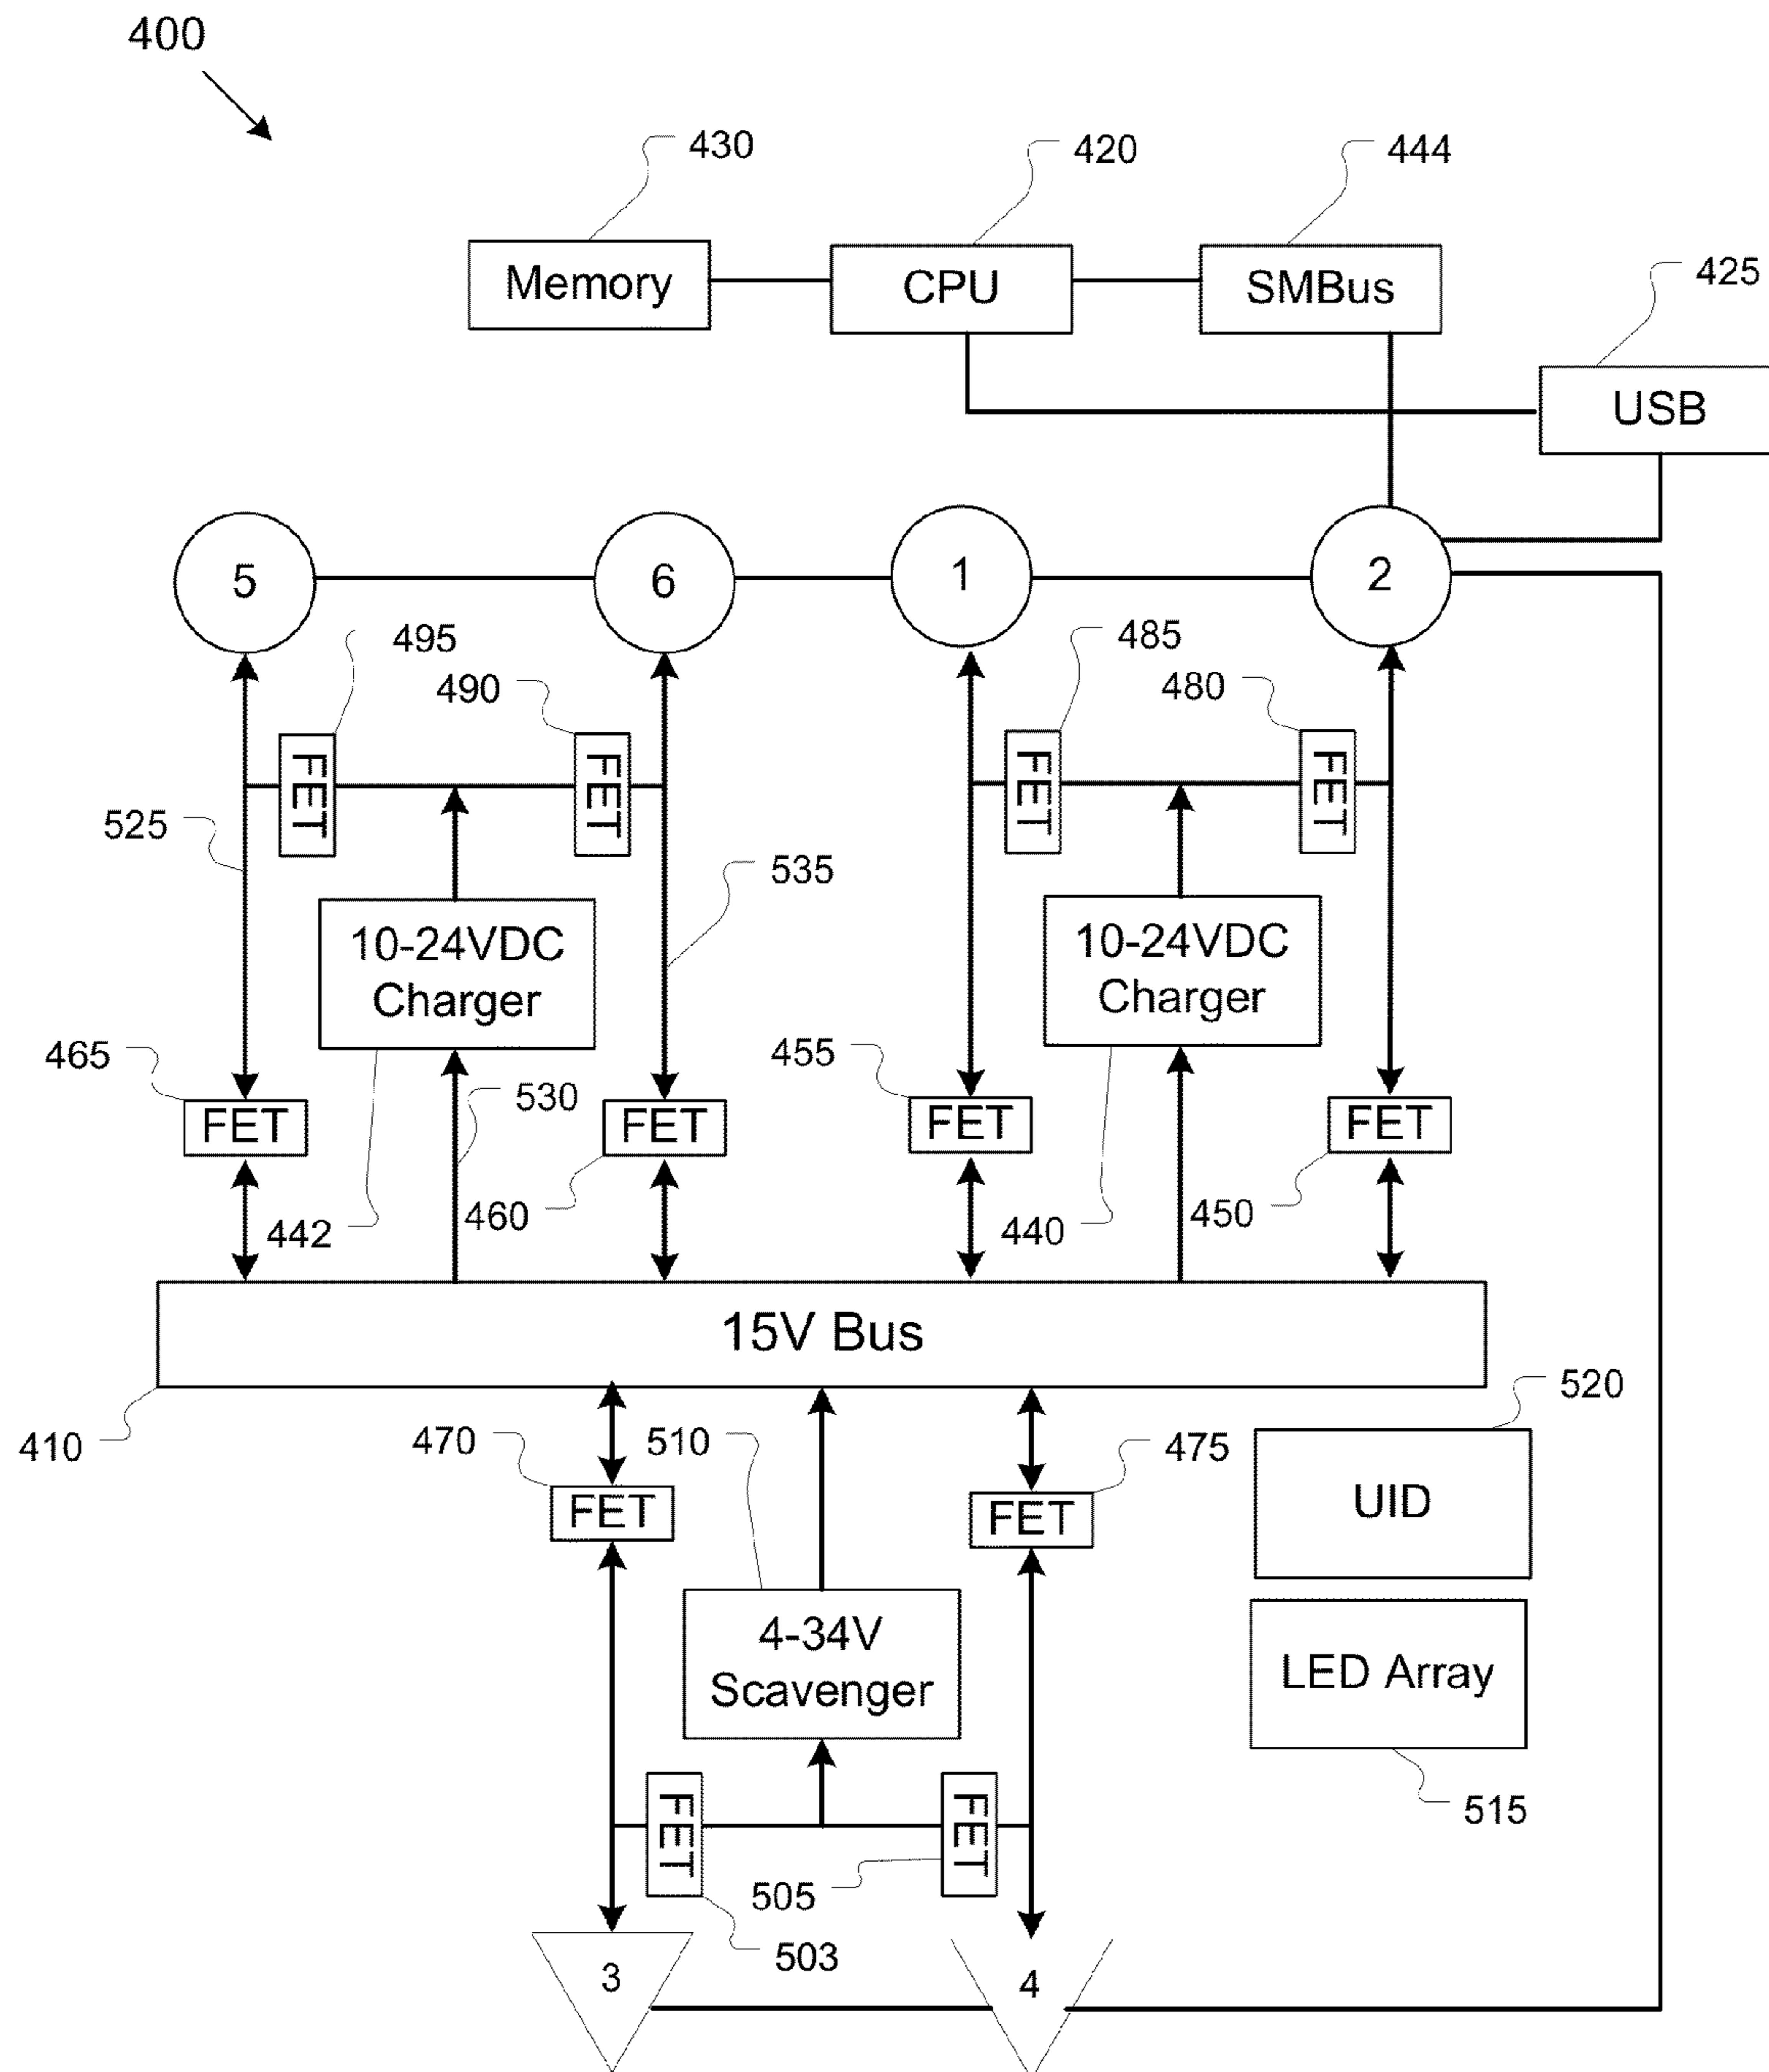 400
430
420
444
425
Memory
CPU
SMBus
USB
5
6
1
2
495
490
485
480
FET
FET
FET
FET
525
535
10-24VDC
Charger
10-24VDC
Charger
465
530
455
FET
FET
FET
FET
442
460
440
450
15V Bus
410
470
510
475
520
FET
FET
UID
4-34V
Scavenger
LED Array
FET
FET
505
503
515
3
4